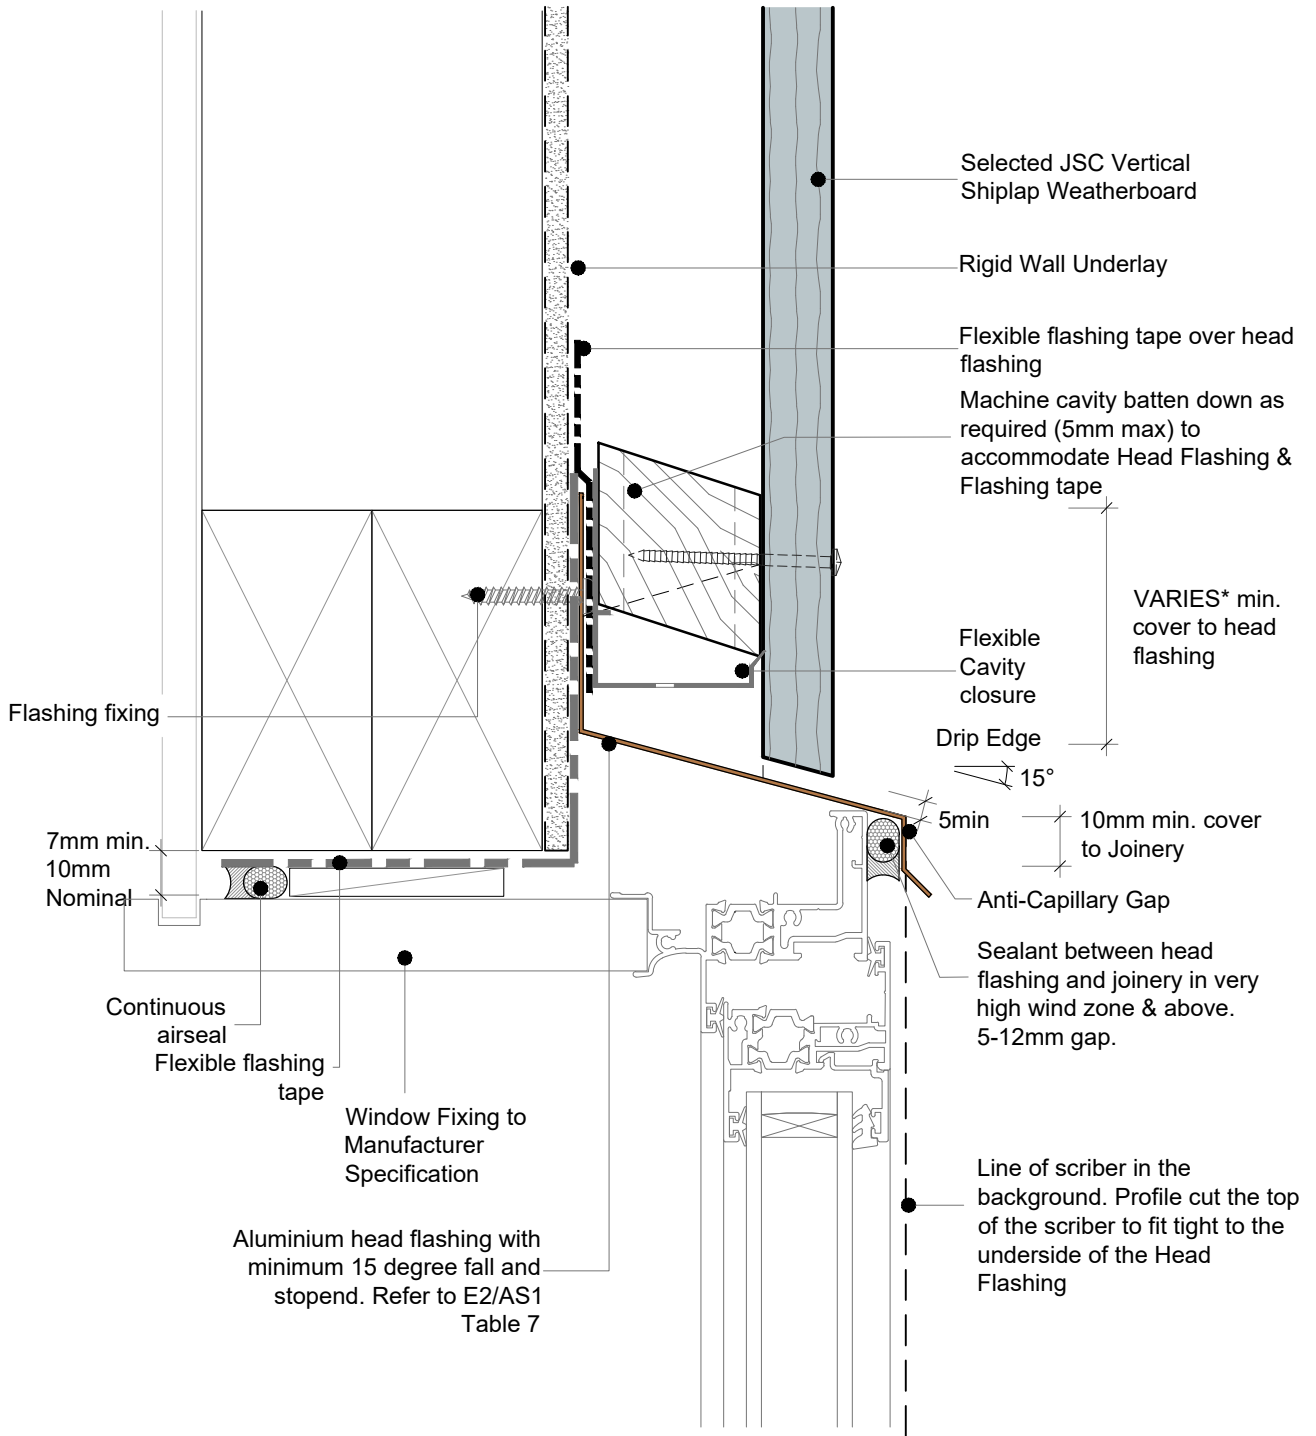 Selected JSC Vertical
Shiplap Weatherboard
Rigid Wall Underlay
Flexible flashing tape over head
flashing
Machine cavity batten down as
required (5mm max) to
accommodate Head Flashing &
Flashing tape
VARIES* min.
cover to head
flashing
Flexible
Cavity
closure
Flashing fixing
Drip Edge
15°
5min
10mm min. cover
to Joinery
7mm min.
10mm
Nominal
Anti-Capillary Gap
Sealant between head
flashing and joinery in very
high wind zone & above.
5-12mm gap.
Continuous
airseal
Flexible flashing
tape
Window Fixing to
Manufacturer
Specification
Line of scriber in the
background. Profile cut the top
of the scriber to fit tight to the
underside of the Head
Flashing
Aluminium head flashing with
minimum 15 degree fall and
stopend. Refer to E2/AS1
Table 7